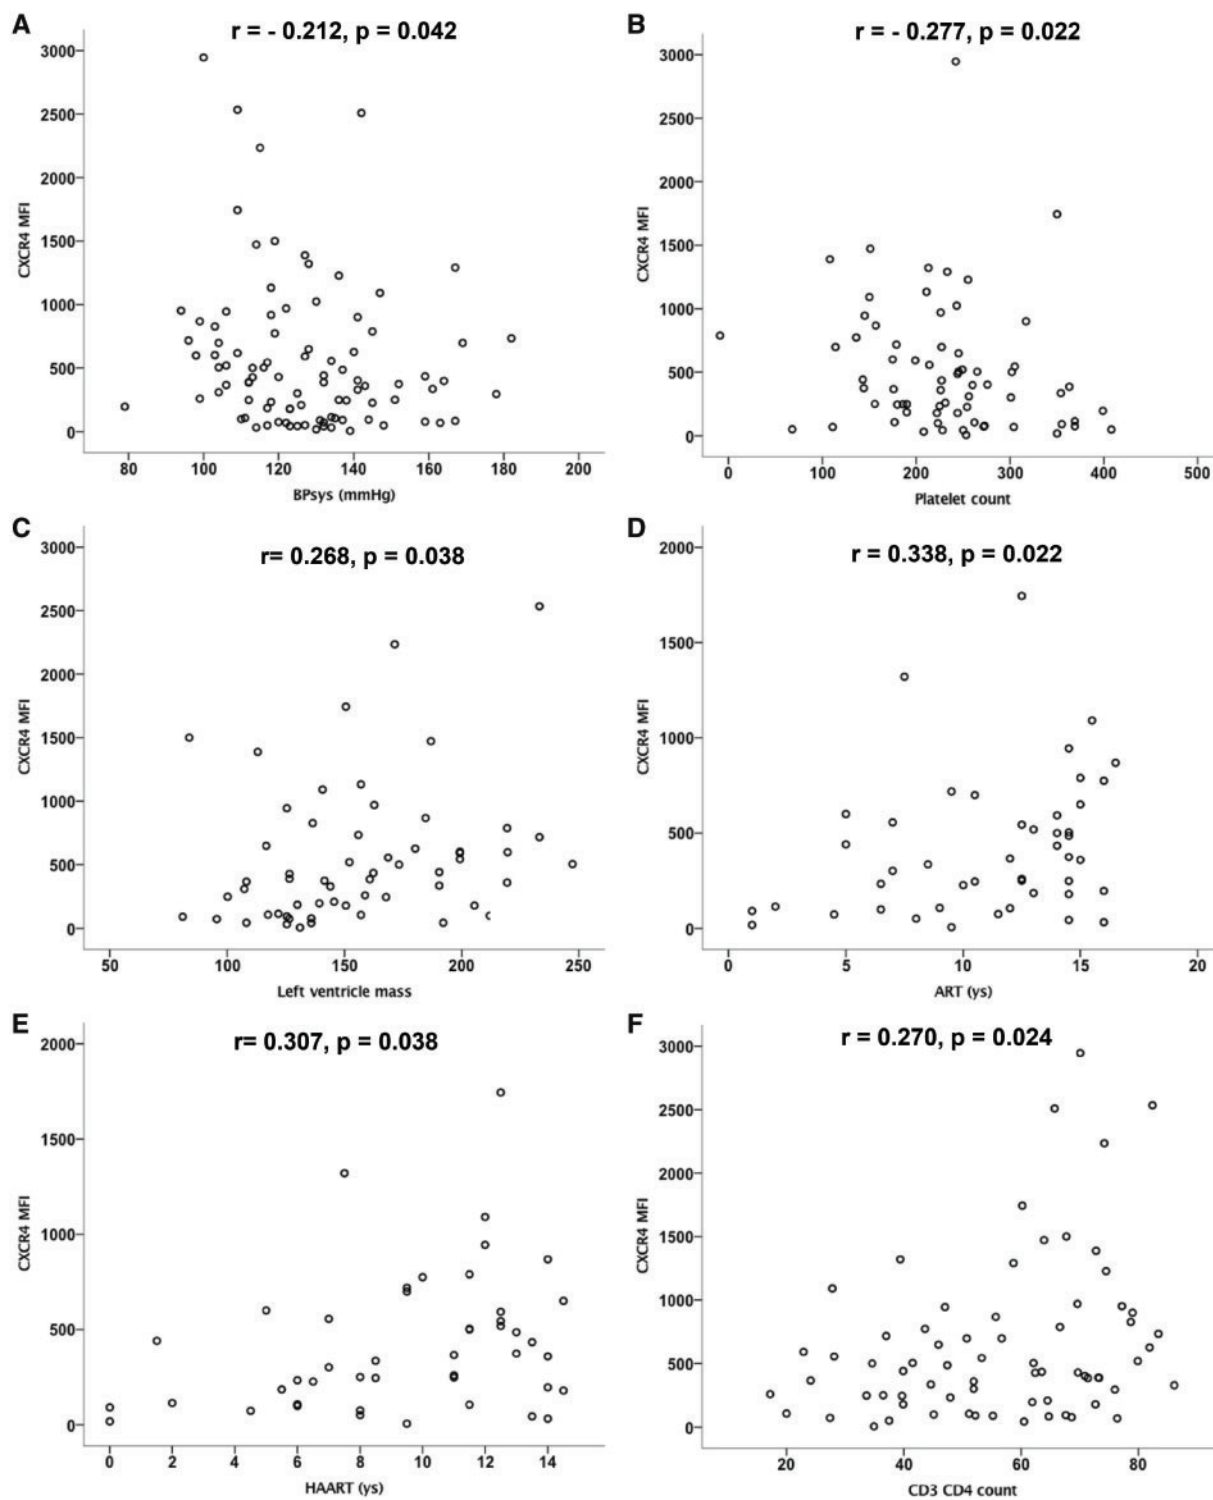 A
r = - 0.212, p = 0.042
3000
2500
2000
1500
1000
500
0
CXCR4 MFI
80 100 120 140 160 180 200
BPsys (mmHg)
B
r = - 0.277, p = 0.022
3000
2500
2000
1500
1000
500
0
CXCR4 MFI
0 100 200 300 400 500
Platelet count
C
r= 0.268, p = 0.038
3000
2500
2000
1500
1000
500
0
CXCR4 MFI
50 100 150 200 250
Left ventricle mass
D
r = 0.338, p = 0.022
2000
1500
1000
500
0
CXCR4 MFI
0 5 10 15 20
ART (ys)
E
r= 0.307, p = 0.038
2000
1500
1000
500
0
CXCR4 MFI
0 2 4 6 8 10 12 14
HAART (ys)
F
r = 0.270, p = 0.024
3000
2500
2000
1500
1000
500
0
CXCR4 MFI
20 40 60 80
CD3 CD4 count